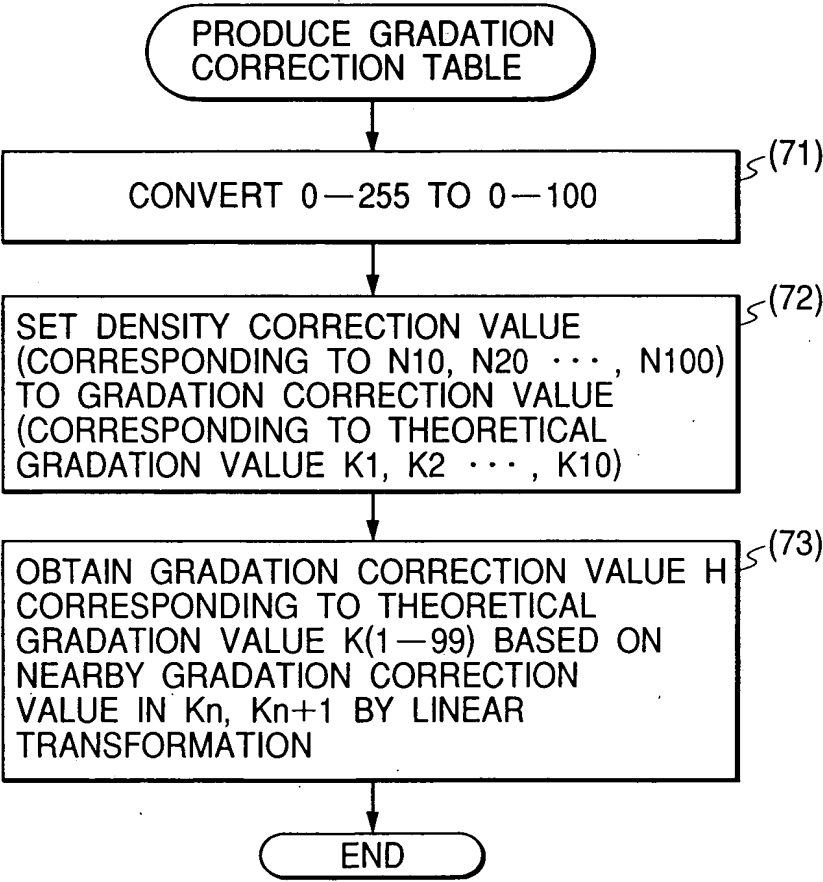 PRODUCE GRADATION
CORRECTION TABLE
(71)
CONVERT 0—255 TO 0—100
(72)
SET DENSITY CORRECTION VALUE
(CORRESPONDING TO N10, N20 ···, N100)
TO GRADATION CORRECTION VALUE
(CORRESPONDING TO THEORETICAL
GRADATION VALUE K1, K2 ···, K10)
(73)
OBTAIN GRADATION CORRECTION VALUE H
CORRESPONDING TO THEORETICAL
GRADATION VALUE K(1—99) BASED ON
NEARBY GRADATION CORRECTION
VALUE IN Kn, Kn+1 BY LINEAR
TRANSFORMATION
END